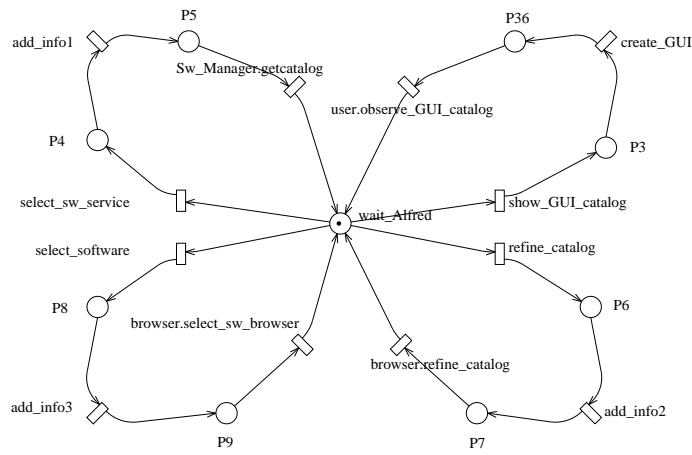 P5
P36
add_info1
create_GUI
Sw_Manager.getcatalog
user.observe_GUI_catalog
P4
P3
select_sw_service
wait_Alfred
show_GUI_catalog
select_software
refine_catalog
P8
P6
browser.select_sw_browser
browser.refine_catalog
add_info3
add_info2
P9
P7